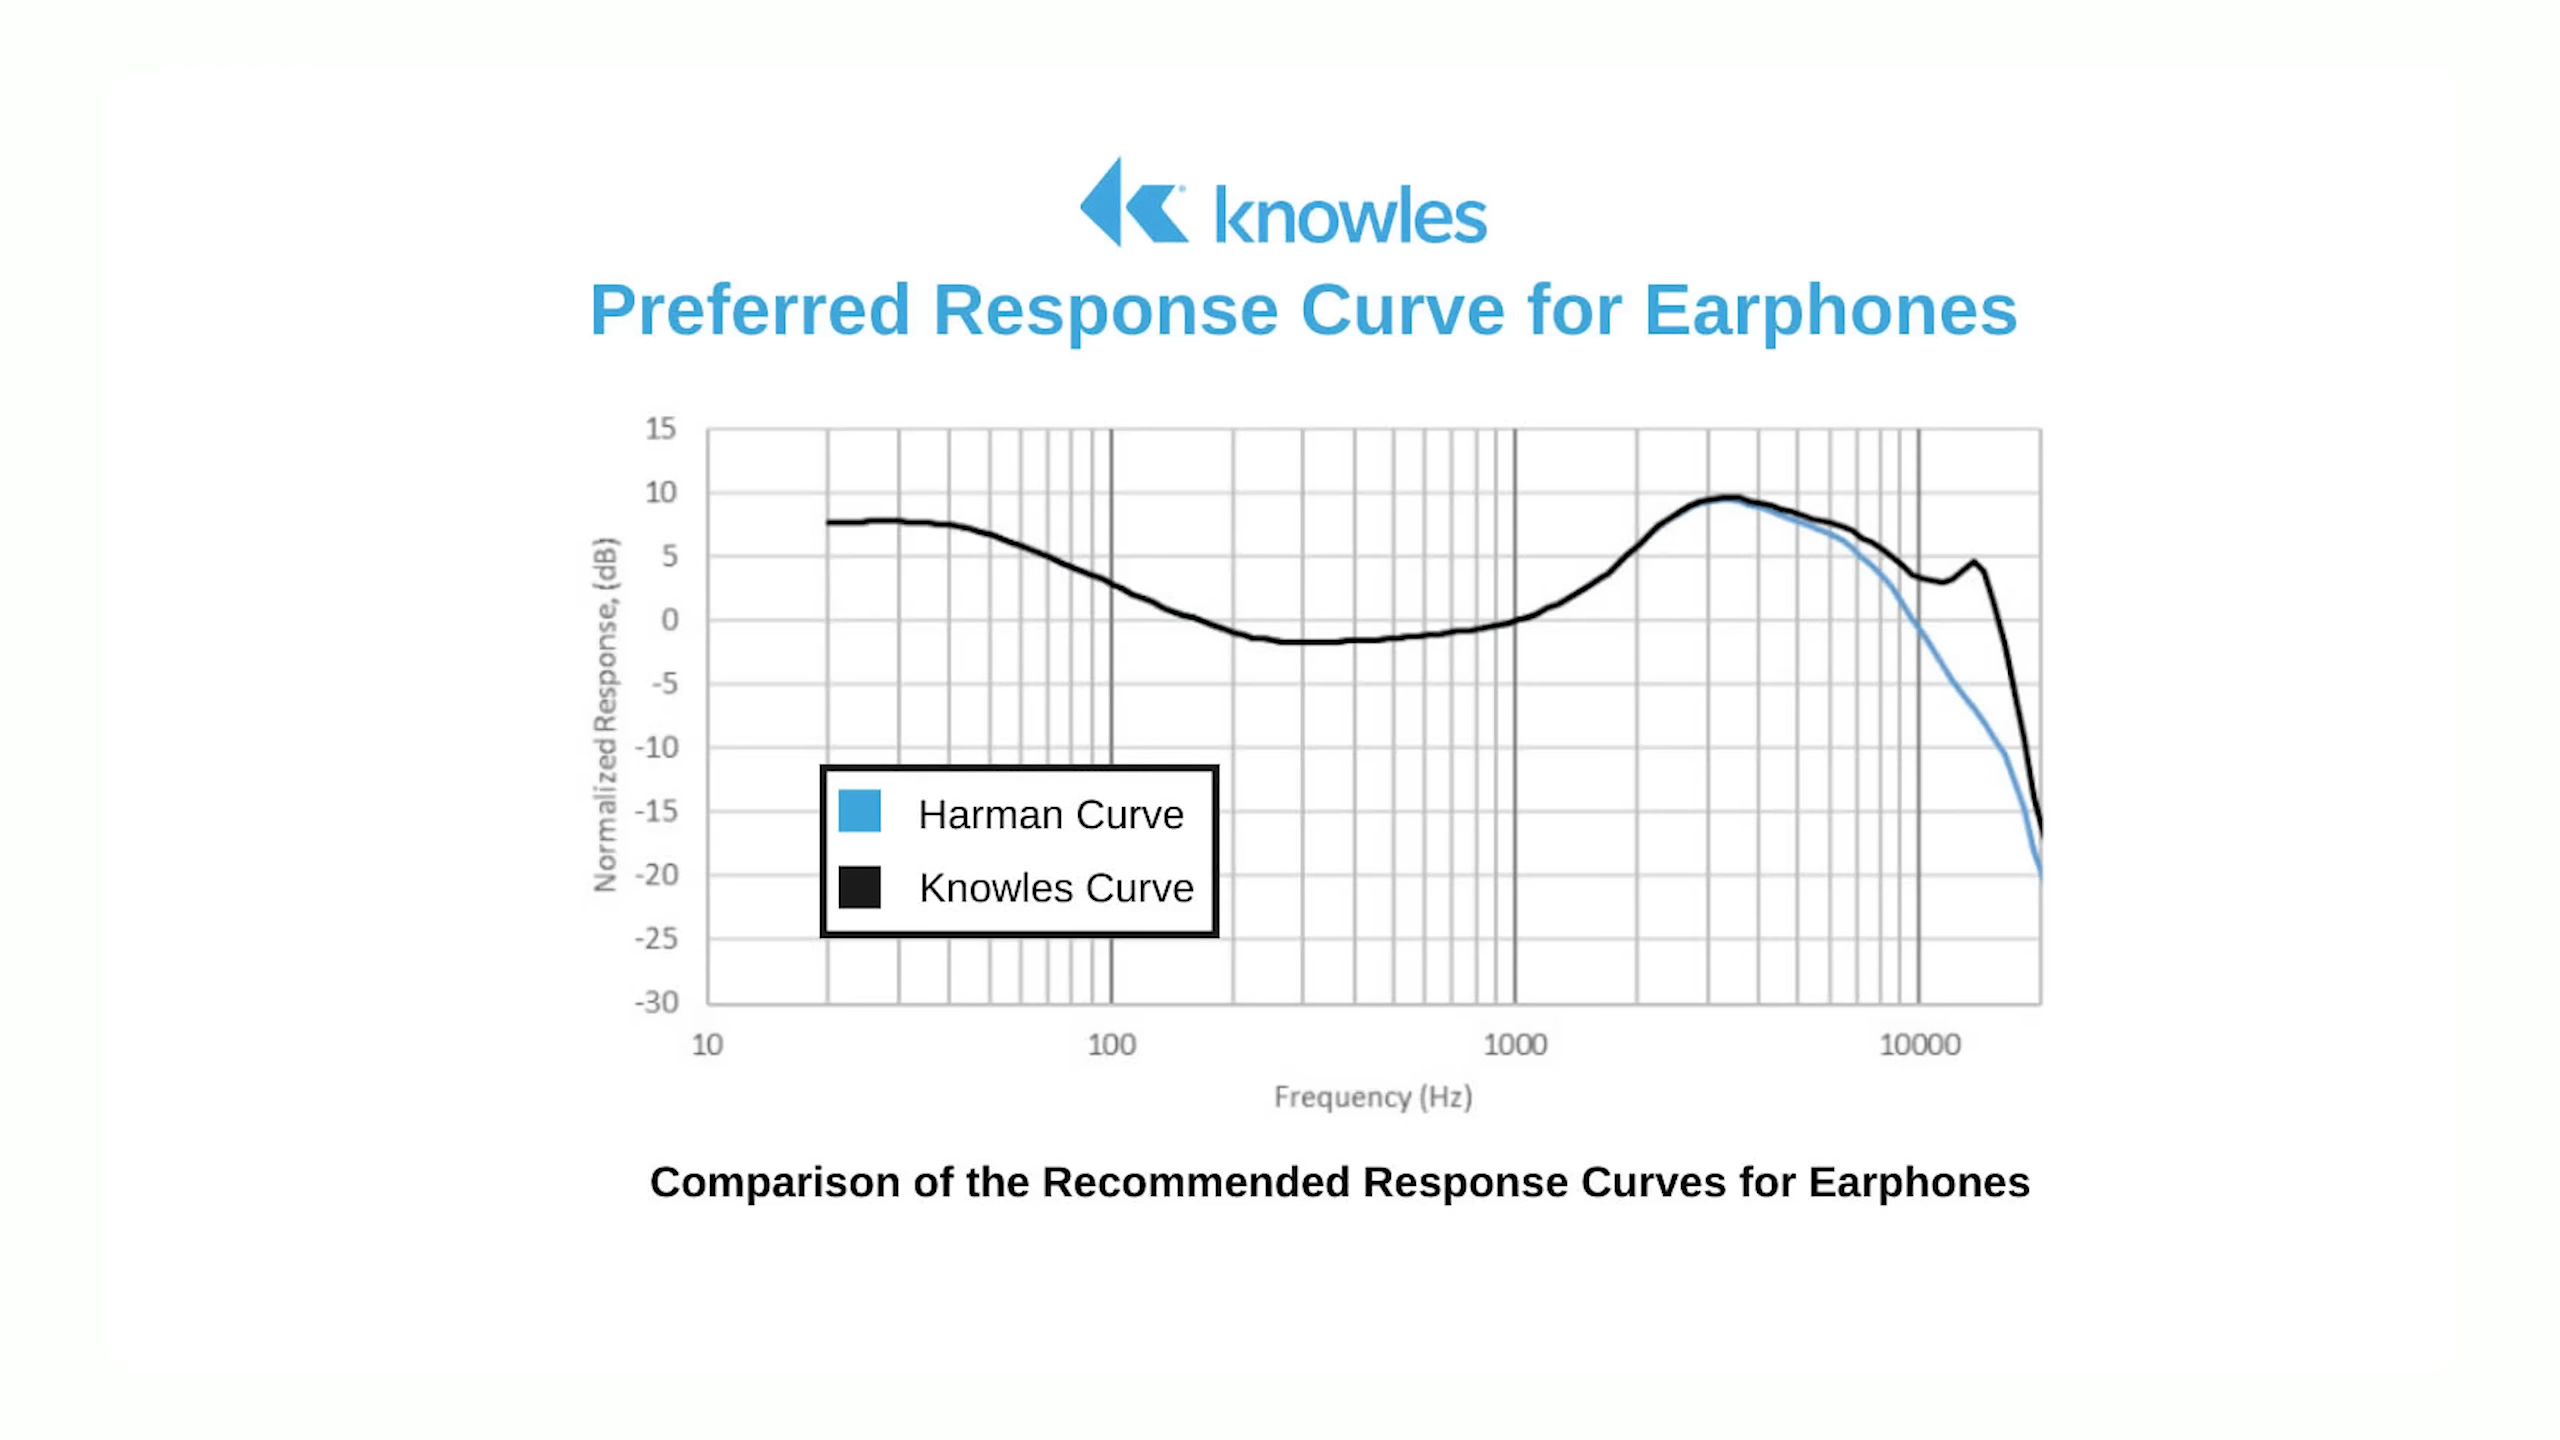 knowles
Preferred Response Curve for Earphones
15
10
5
0
-5
-10
-15
-20
-25
-30
Normalized Response, (dB)
Harman Curve
Knowles Curve
10 100 1000 10000
Frequency (Hz)
Comparison of the Recommended Response Curves for Earphones